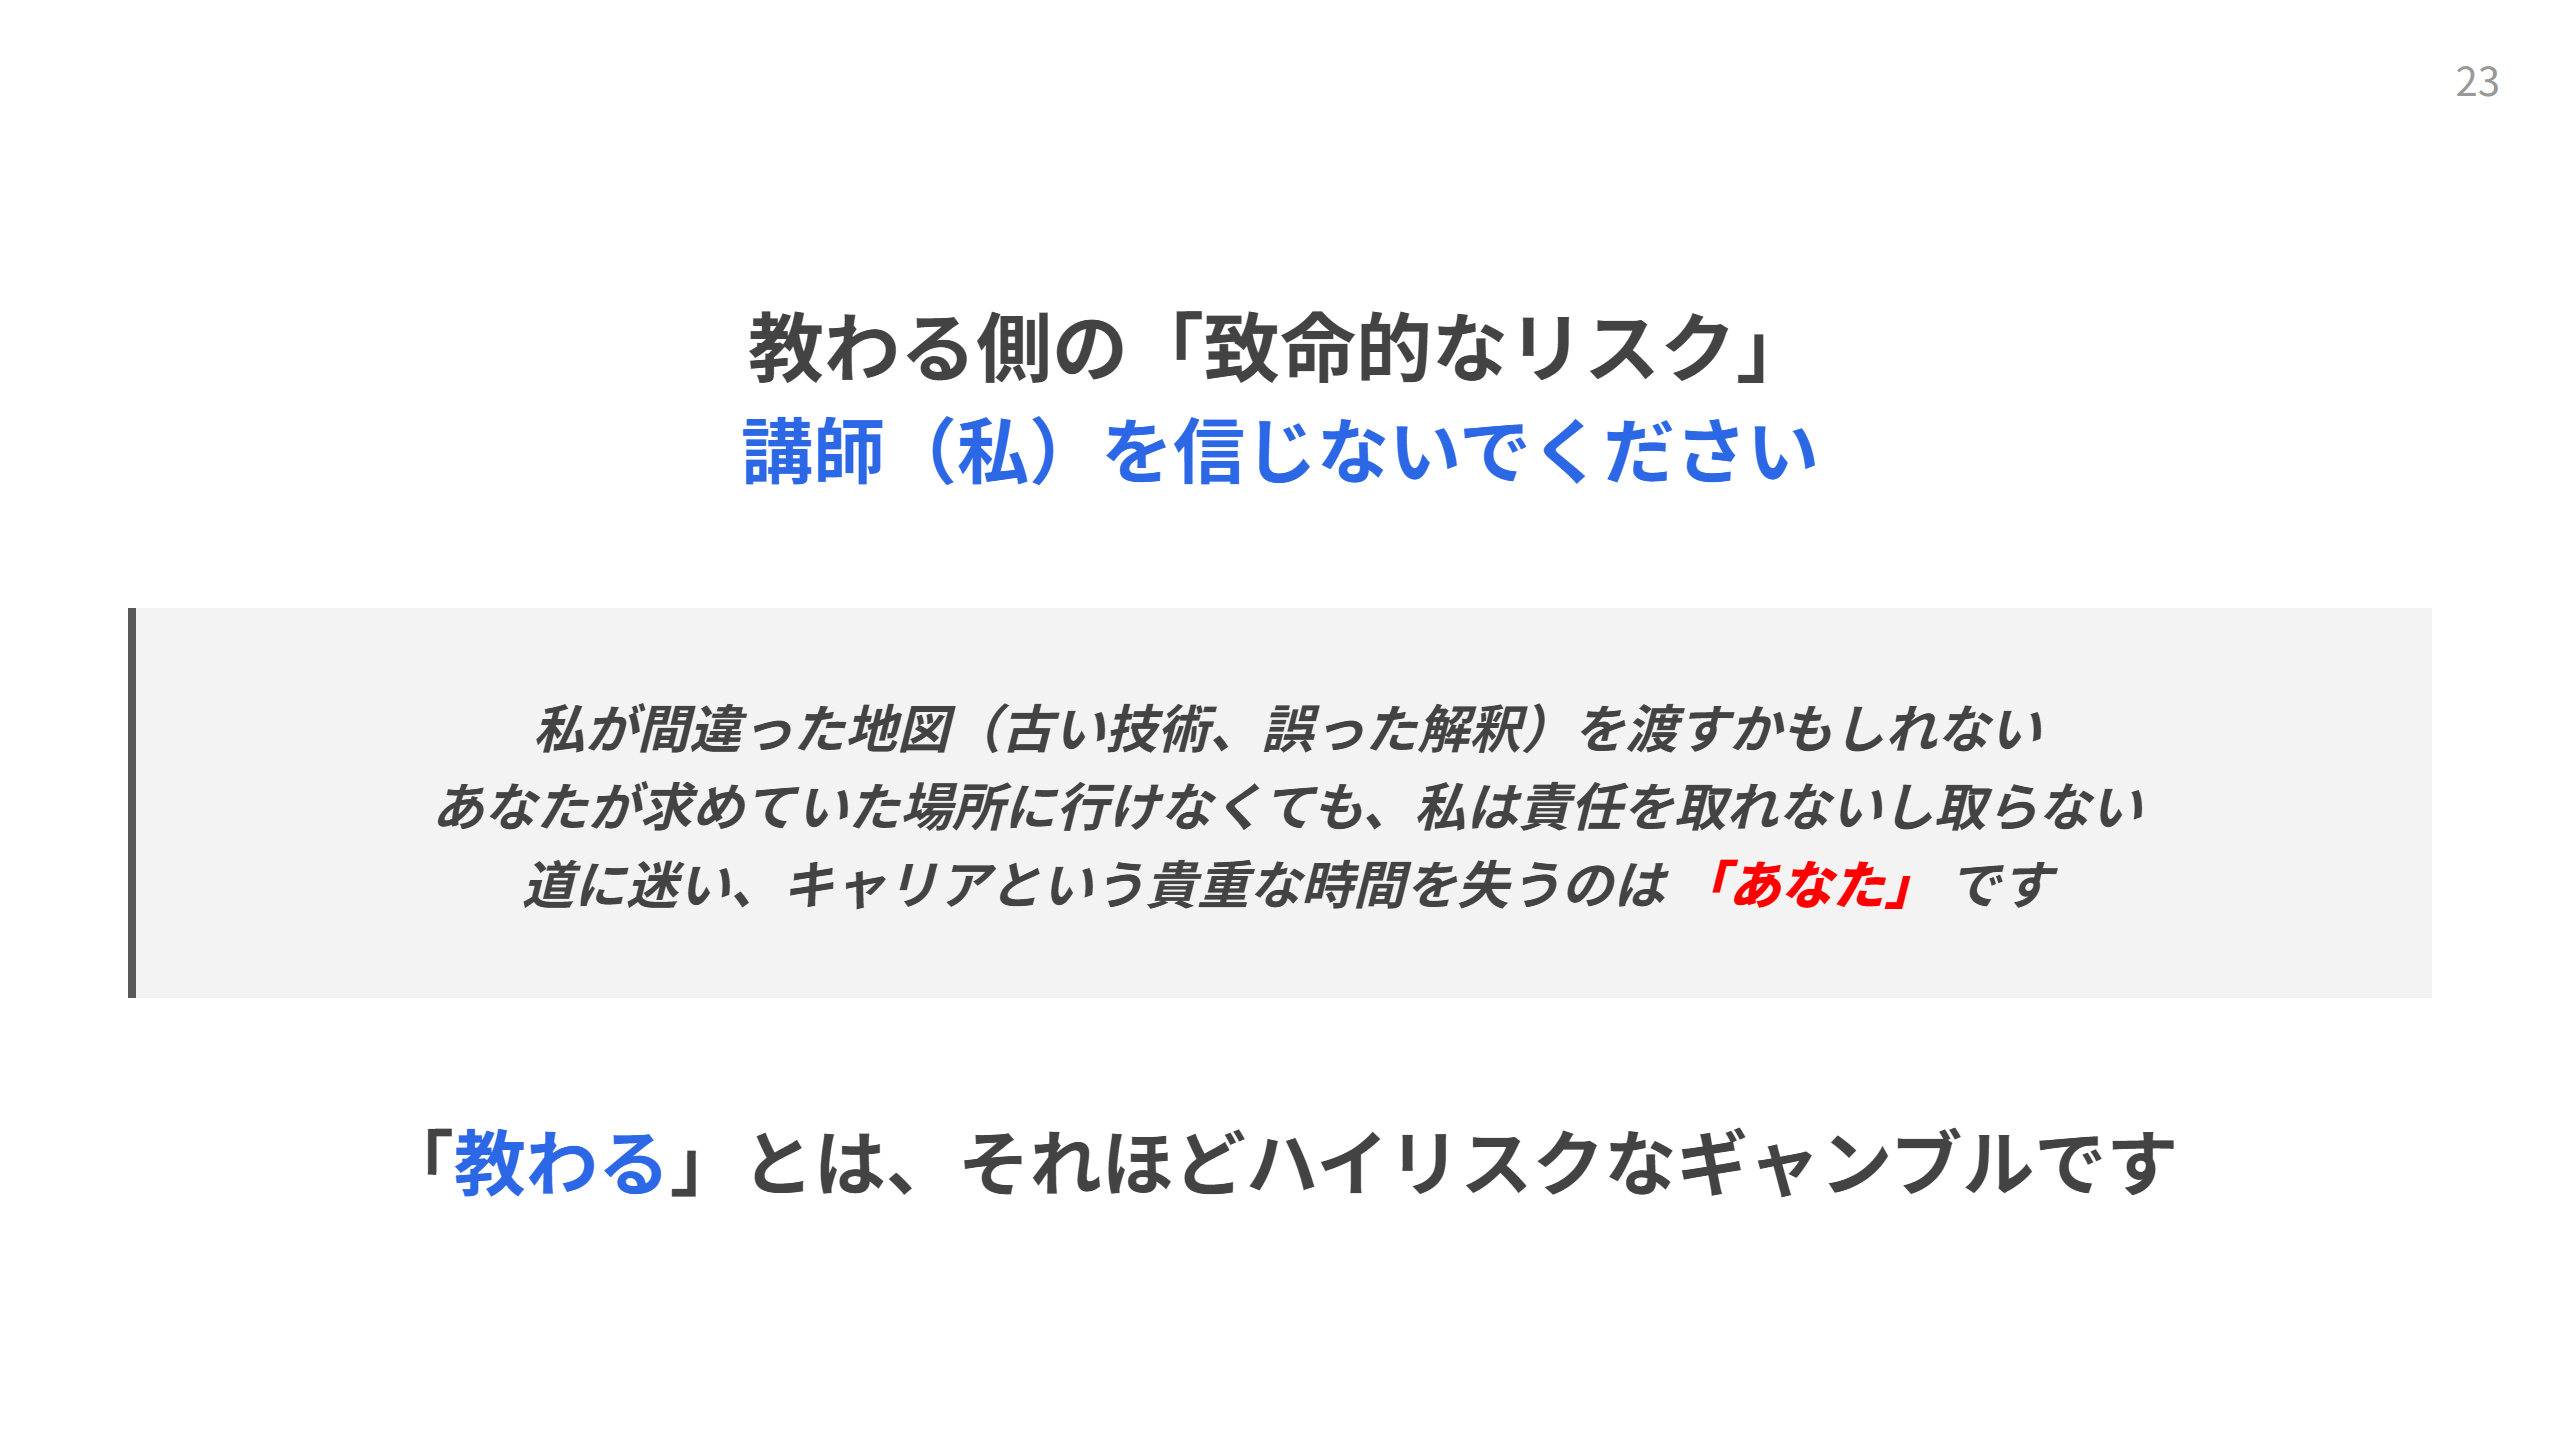 23
教わる側の「致命的なリスク」
講師（私）を信じないでください
私が間違った地図（古い技術、誤った解釈）を渡すかもしれない
あなたが求めていた場所に行けなくても、私は責任を取れないし取らない
道に迷い、キャリアという貴重な時間を失うのは「あなた」です
「教わる」とは、それほどハイリスクなギャンブルです